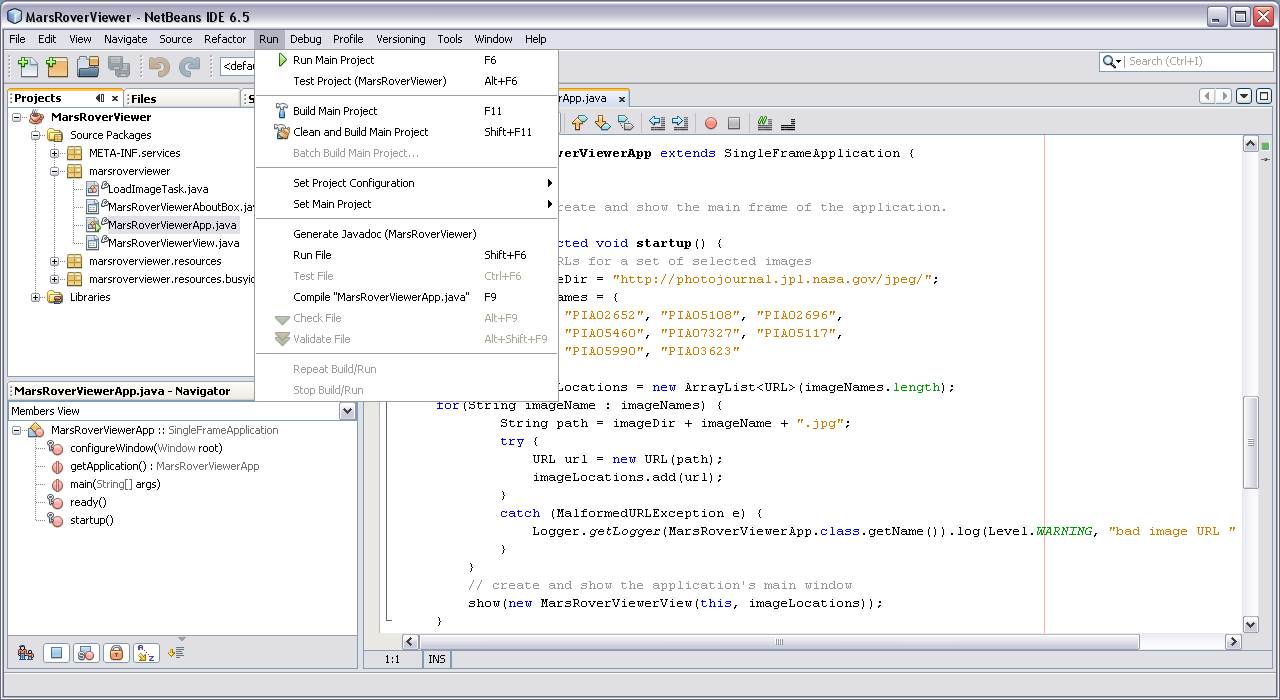 MarsRoverViewer - NetBeans IDE 6.5
File Edit View Navigate Source Refactor Run Debug Profile Versioning Tools Window Help
<defa
Search (Ctrl+I)
Run Main Project F6
Test Project (MarsRoverViewer) Alt+F6
Build Main Project F11
Clean and Build Main Project Shift+F11
Batch Build Main Project...
Set Project Configuration
Set Main Project
Generate Javadoc (MarsRoverViewer)
Run File Shift+F6
Test File Ctrl+F6
Compile "MarsRoverViewerApp.java" F9
Check File Alt+F9
Validate File Alt+Shift+F9
Repeat Build/Run
Stop Build/Run
Projects Files S
MarsRoverViewer
Source Packages
META-INF.services
marsroverviewer
LoadImageTask.java
MarsRoverViewerAboutBox.jav
MarsRoverViewerApp.java
MarsRoverViewerView.java
marsroverviewer.resources
marsroverviewer.resources.busyic
Libraries
MarsRoverViewerApp.java - Navigator
Members View
MarsRoverViewerApp :: SingleFrameApplication
configureWindow(Window root)
getApplication() : MarsRoverViewerApp
main(String[] args)
ready()
startup()
rApp.java
overViewerApp extends SingleFrameApplication {
create and show the main frame of the application.
cted void startup() {
RLs for a set of selected images
geDir = "http://photojournal.jpl.nasa.gov/jpeg/";
ames = {
"PIA02652", "PIA05108", "PIA02696",
"PIA05460", "PIA07327", "PIA05117",
"PIA05990", "PIA03623"
Locations = new ArrayList<URL>(imageNames.length);
for(String imageName : imageNames) {
String path = imageDir + imageName + ".jpg";
try {
URL url = new URL(path);
imageLocations.add(url);
}
catch (MalformedURLException e) {
Logger.getLogger(MarsRoverViewerApp.class.getName()).log(Level.WARNING, "bad image URL "
}
}
// create and show the application's main window
show(new MarsRoverViewerView(this, imageLocations));
}
1:1 INS